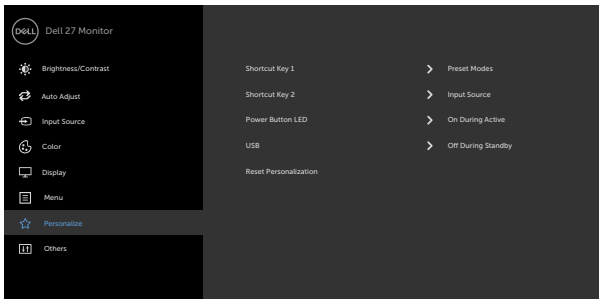 DELL Dell 27 Monitor
Brightness/Contrast
Auto Adjust
Input Source
Color
Display
Menu
Personalize
Others
Shortcut Key 1 Preset Modes
Shortcut Key 2 Input Source
Power Button LED On During Active
USB Off During Standby
Reset Personalization